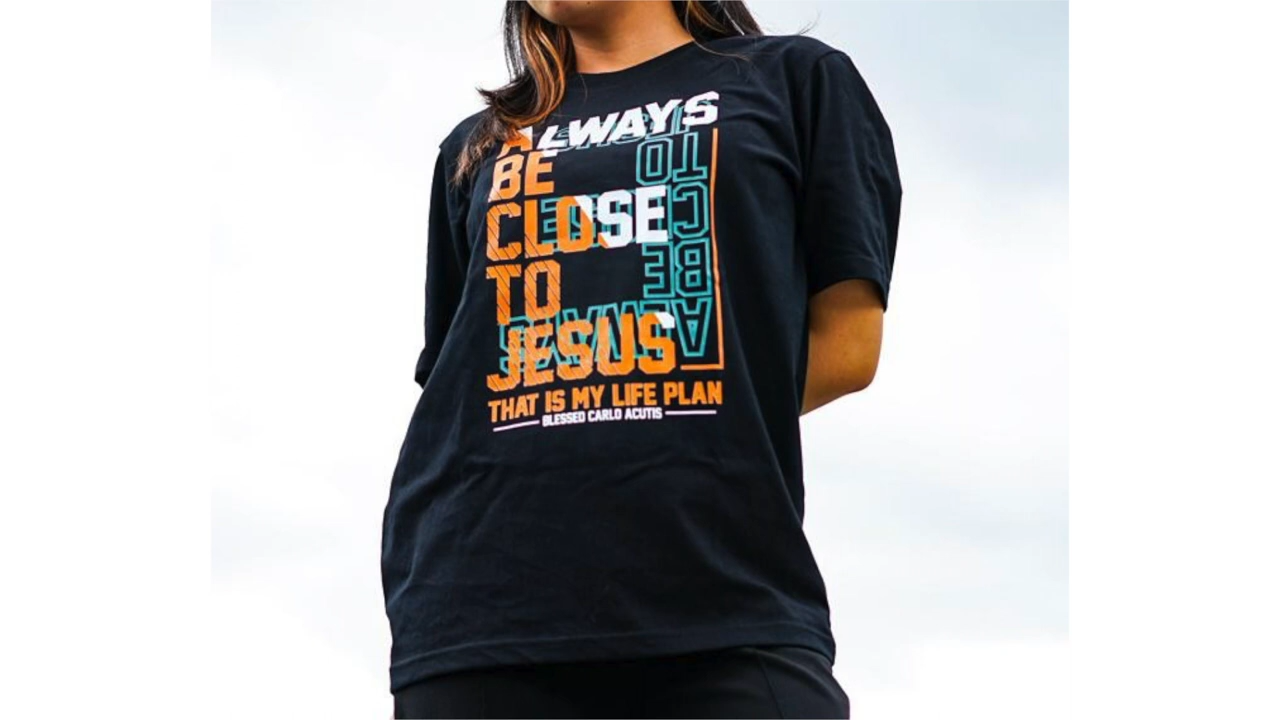 ALWAYS
BE
CLOSE
TO
JESUS
THAT IS MY LIFE PLAN
BLESSED CARLO ACUTIS